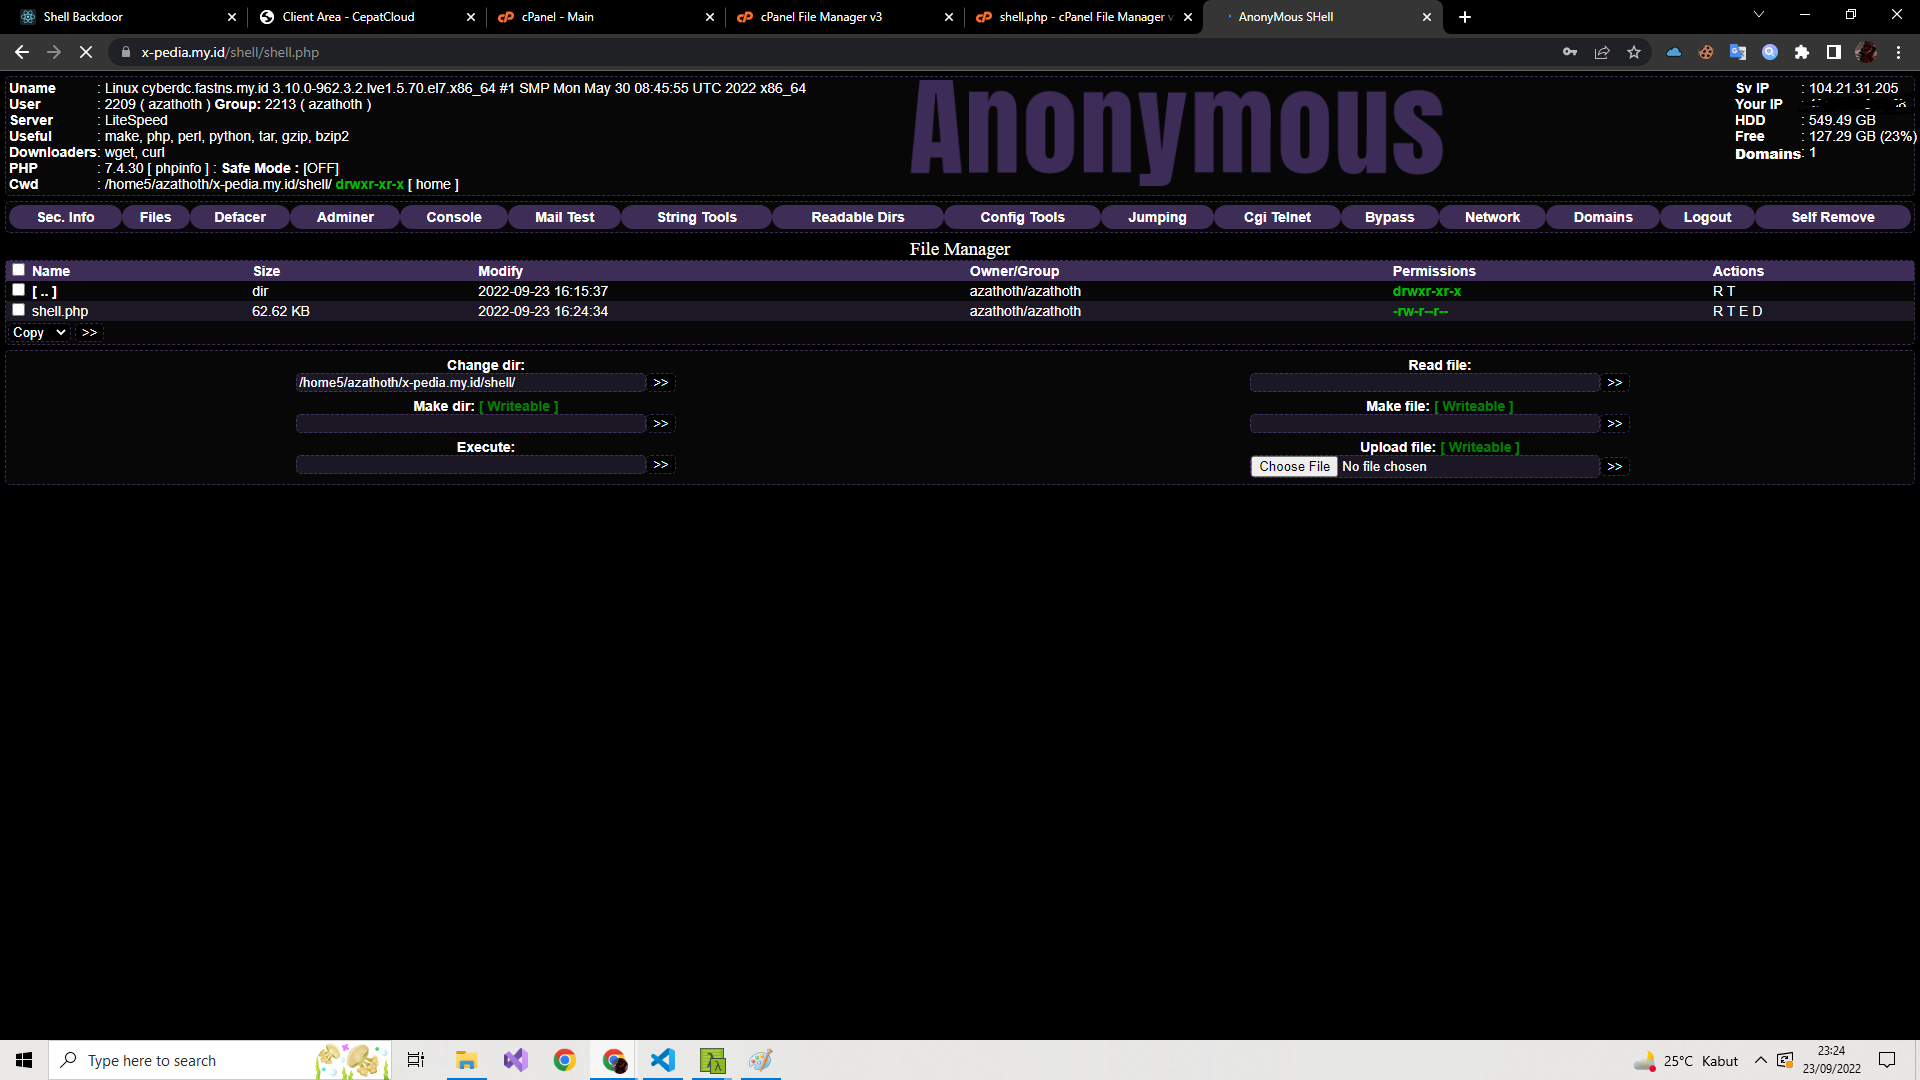 Shell Backdoor
Client Area - CepatCloud
cPanel - Main
cPanel File Manager v3
shell.php - cPanel File Manager v
AnonyMous SHell
x-pedia.my.id/shell/shell.php
Uname : Linux cyberdc.fastns.my.id 3.10.0-962.3.2.lve1.5.70.el7.x86_64 #1 SMP Mon May 30 08:45:55 UTC 2022 x86_64
User : 2209 ( azathoth ) Group: 2213 ( azathoth )
Server : LiteSpeed
Useful : make, php, perl, python, tar, gzip, bzip2
Downloaders: wget, curl
PHP : 7.4.30 [ phpinfo ] : Safe Mode : [OFF]
Cwd : /home5/azathoth/x-pedia.my.id/shell/ drwxr-xr-x [ home ]
Anonymous
Sv IP : 104.21.31.205
Your IP :
HDD : 549.49 GB
Free : 127.29 GB (23%)
Domains: 1
Sec. Info Files Defacer Adminer Console Mail Test String Tools Readable Dirs Config Tools Jumping Cgi Telnet Bypass Network Domains Logout Self Remove
File Manager
Name Size Modify Owner/Group Permissions Actions
[ .. ] dir 2022-09-23 16:15:37 azathoth/azathoth drwxr-xr-x R T
shell.php 62.62 KB 2022-09-23 16:24:34 azathoth/azathoth -rw-r--r-- R T E D
Copy >>
Change dir:
/home5/azathoth/x-pedia.my.id/shell/ >>
Make dir: [ Writeable ]
>>
Execute:
>>
Read file:
>>
Make file: [ Writeable ]
>>
Upload file: [ Writeable ]
Choose File No file chosen >>
Type here to search
25°C Kabut
23:24
23/09/2022